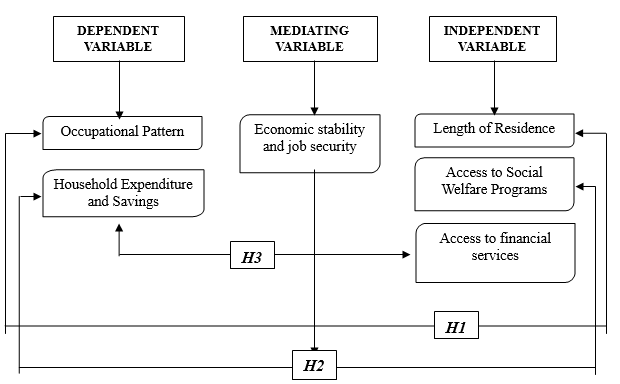 DEPENDENT
VARIABLE
MEDIATING
VARIABLE
INDEPENDENT
VARIABLE
Occupational Pattern
Economic stability
and job security
Length of Residence
Household Expenditure
and Savings
Access to Social
Welfare Programs
Access to financial
services
H3
H1
H2